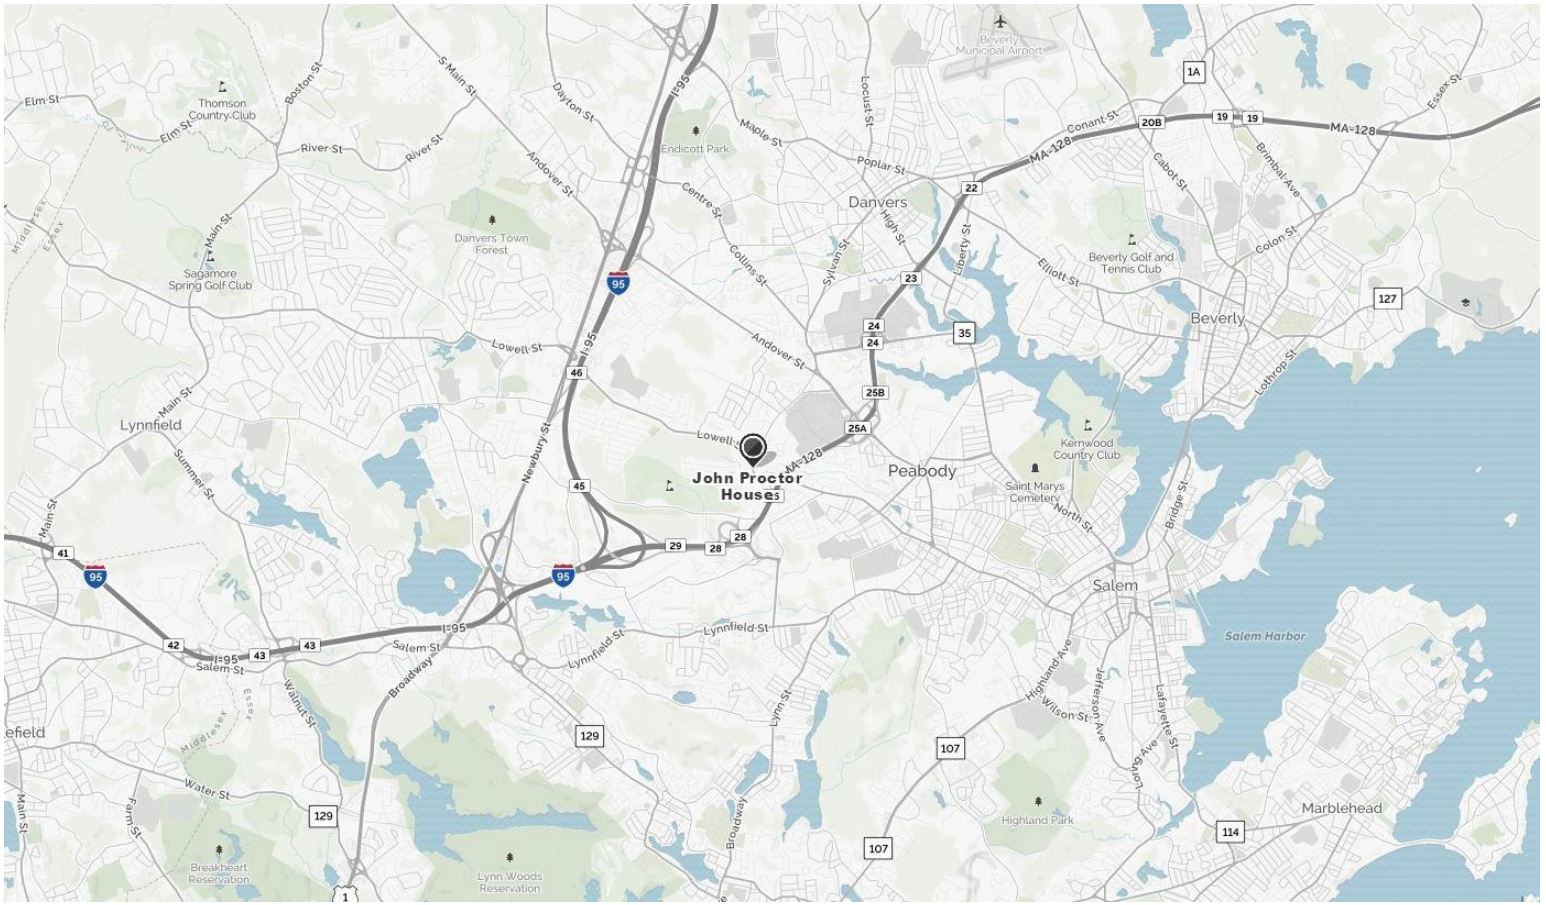 Beverly
Municipal Airport
1A
Boston St
S Main St
I-95
Dayton St
Locust St
Essex St
Elm St
Thomson
Country Club
Elm St
19
19
20B
Conant St
MA-128
Maple St
Endicott Park
River St
River St
MA-128
Poplar St
Brimbal Ave
Andover St
Cabot St
22
Centre St
Danvers
Middlesex
Essex
Main St
Danvers Town
Forest
High St
Liberty St
Colon St
Sylvan St
Collins St
Beverly Golf and
Tennis Club
Sagamore
Spring Golf Club
Elliott St
23
95
127
Beverly
24
35
24
I-95
Lowell St
Andover St
Lothrop St
46
25B
Main St
Lynnfield
25A
Lowell S
Newbury St
Kernwood
Country Club
MA-128
Peabody
Summer St
John Proctor
House
45
Saint Marys
Cemetery
Bridge St
North St
Main St
28
29
28
41
95
95
Salem
Lynnfield St
I-95
Salem Harbor
42
43
43
Salem St
I-95
Salem St
Lynnfield St
Broadway
Highland Ave
Jefferson Ave
Essex
Middlesex
Walnut St
Lynn St
Wilson St
Lafayette St
efield
129
107
Loring Ave
Water St
Main St
Farm St
129
Broadway
Highland Park
Marblehead
114
107
Breakheart
Reservation
Lynn Woods
Reservation
1